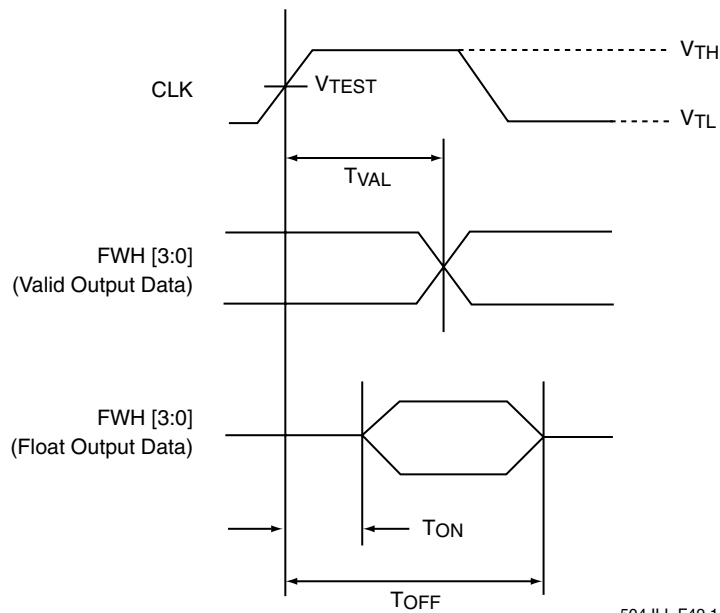 VTH
CLK
VTEST
VTL
TVAL
FWH [3:0]
(Valid Output Data)
FWH [3:0]
(Float Output Data)
TON
TOFF